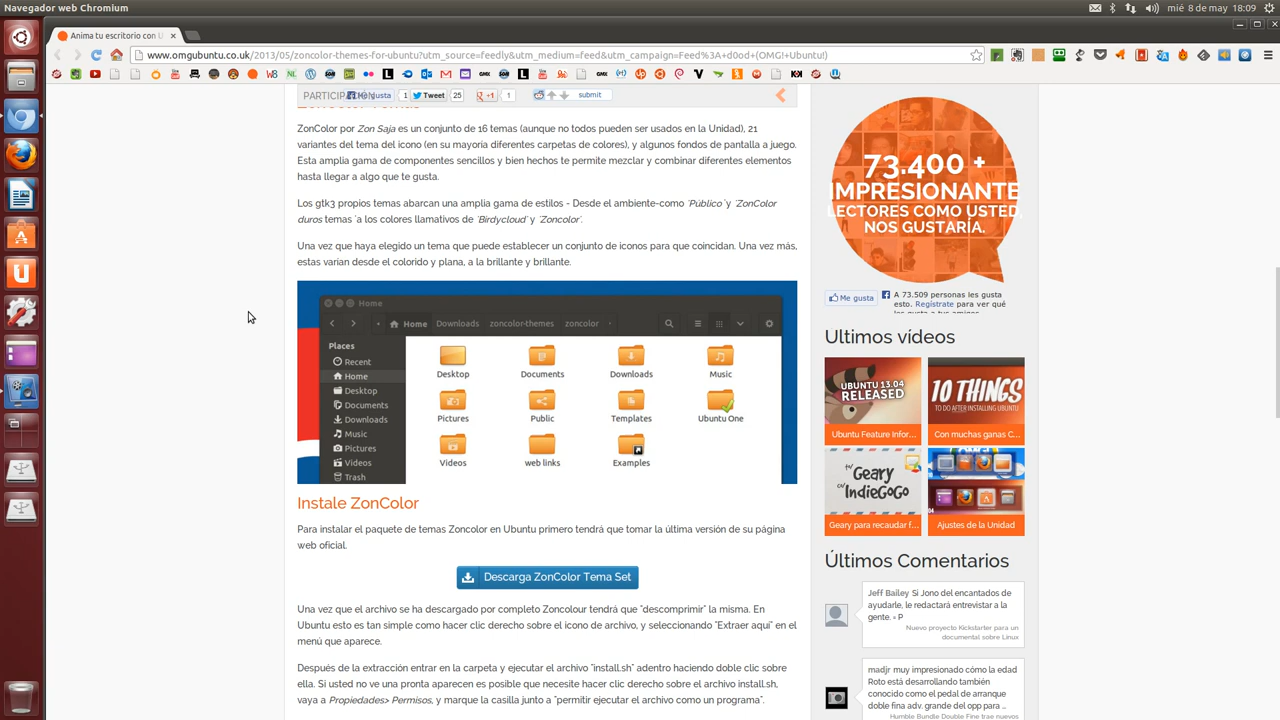 Navegador web Chromium
mié 8 de may 18:09
Anima tu escritorio con U
www.omgubuntu.co.uk/2013/05/zoncolor-themes-for-ubuntu?utm_source=feedly&utm_medium=feed&utm_campaign=Feed%3A+d0od+(OMG!+Ubuntu!)
Me gusta 1 Tweet 25 +1 1 submit
ZonColor por Zon Saja es un conjunto de 16 temas (aunque no todos pueden ser usados en la Unidad), 21
variantes del tema del icono (en su mayoría diferentes carpetas de colores), y algunos fondos de pantalla a juego.
Esta amplia gama de componentes sencillos y bien hechos te permite mezclar y combinar diferentes elementos
hasta llegar a algo que te gusta.
Los gtk3 propios temas abarcan una amplia gama de estilos - Desde el ambiente-como 'Público' y 'ZonColor
duros temas 'a los colores llamativos de 'Birdycloud' y 'Zoncolor'.
Una vez que haya elegido un tema que puede establecer un conjunto de iconos para que coincidan. Una vez más,
estas varían desde el colorido y plana, a la brillante y brillante.
Home
Home Downloads zoncolor-themes zoncolor
Places
Recent
Home
Desktop
Documents
Downloads
Music
Pictures
Videos
Trash
Desktop Documents Downloads Music
Pictures Public Templates Ubuntu One
Videos web links Examples
Instale ZonColor
Para instalar el paquete de temas Zoncolor en Ubuntu primero tendrá que tomar la última versión de su página
web oficial.
Descarga ZonColor Tema Set
Una vez que el archivo se ha descargado por completo Zoncolour tendrá que "descomprimir" la misma. En
Ubuntu esto es tan simple como hacer clic derecho sobre el icono de archivo, y seleccionando "Extraer aquí" en el
menú que aparece.
Después de la extracción entrar en la carpeta y ejecutar el archivo "install.sh" adentro haciendo doble clic sobre
ella. Si usted no ve una pronta aparecen es posible que necesite hacer clic derecho sobre el archivo install.sh,
vaya a Propiedades> Permisos, y marque la casilla junto a "permitir ejecutar el archivo como un programa".
73.400 +
IMPRESIONANTE
LECTORES COMO USTED,
NOS GUSTARÍA.
Me gusta
A 73.509 personas les gusta
esto. Regístrate para ver qué
Ultimos vídeos
UBUNTU 13.04
RELEASED
Ubuntu Feature Infor...
10 THINGS
TO DO AFTER INSTALLING UBUNTU
Con muchas ganas C...
Geary
IndieGoGo
Geary para recaudar f...
Ajustes de la Unidad
Últimos Comentarios
Jeff Bailey Si Jono del encantados de
ayudarle, le redactará entrevistar a la
gente. = P
Nuevo proyecto Kickstarter para un
documental sobre Linux
madjr muy impresionado cómo la edad
Roto está desarrollando también
conocido como el pedal de arranque
doble fina adv. grande del opp para ...
Humble Bundle Double Fine trae nuevos